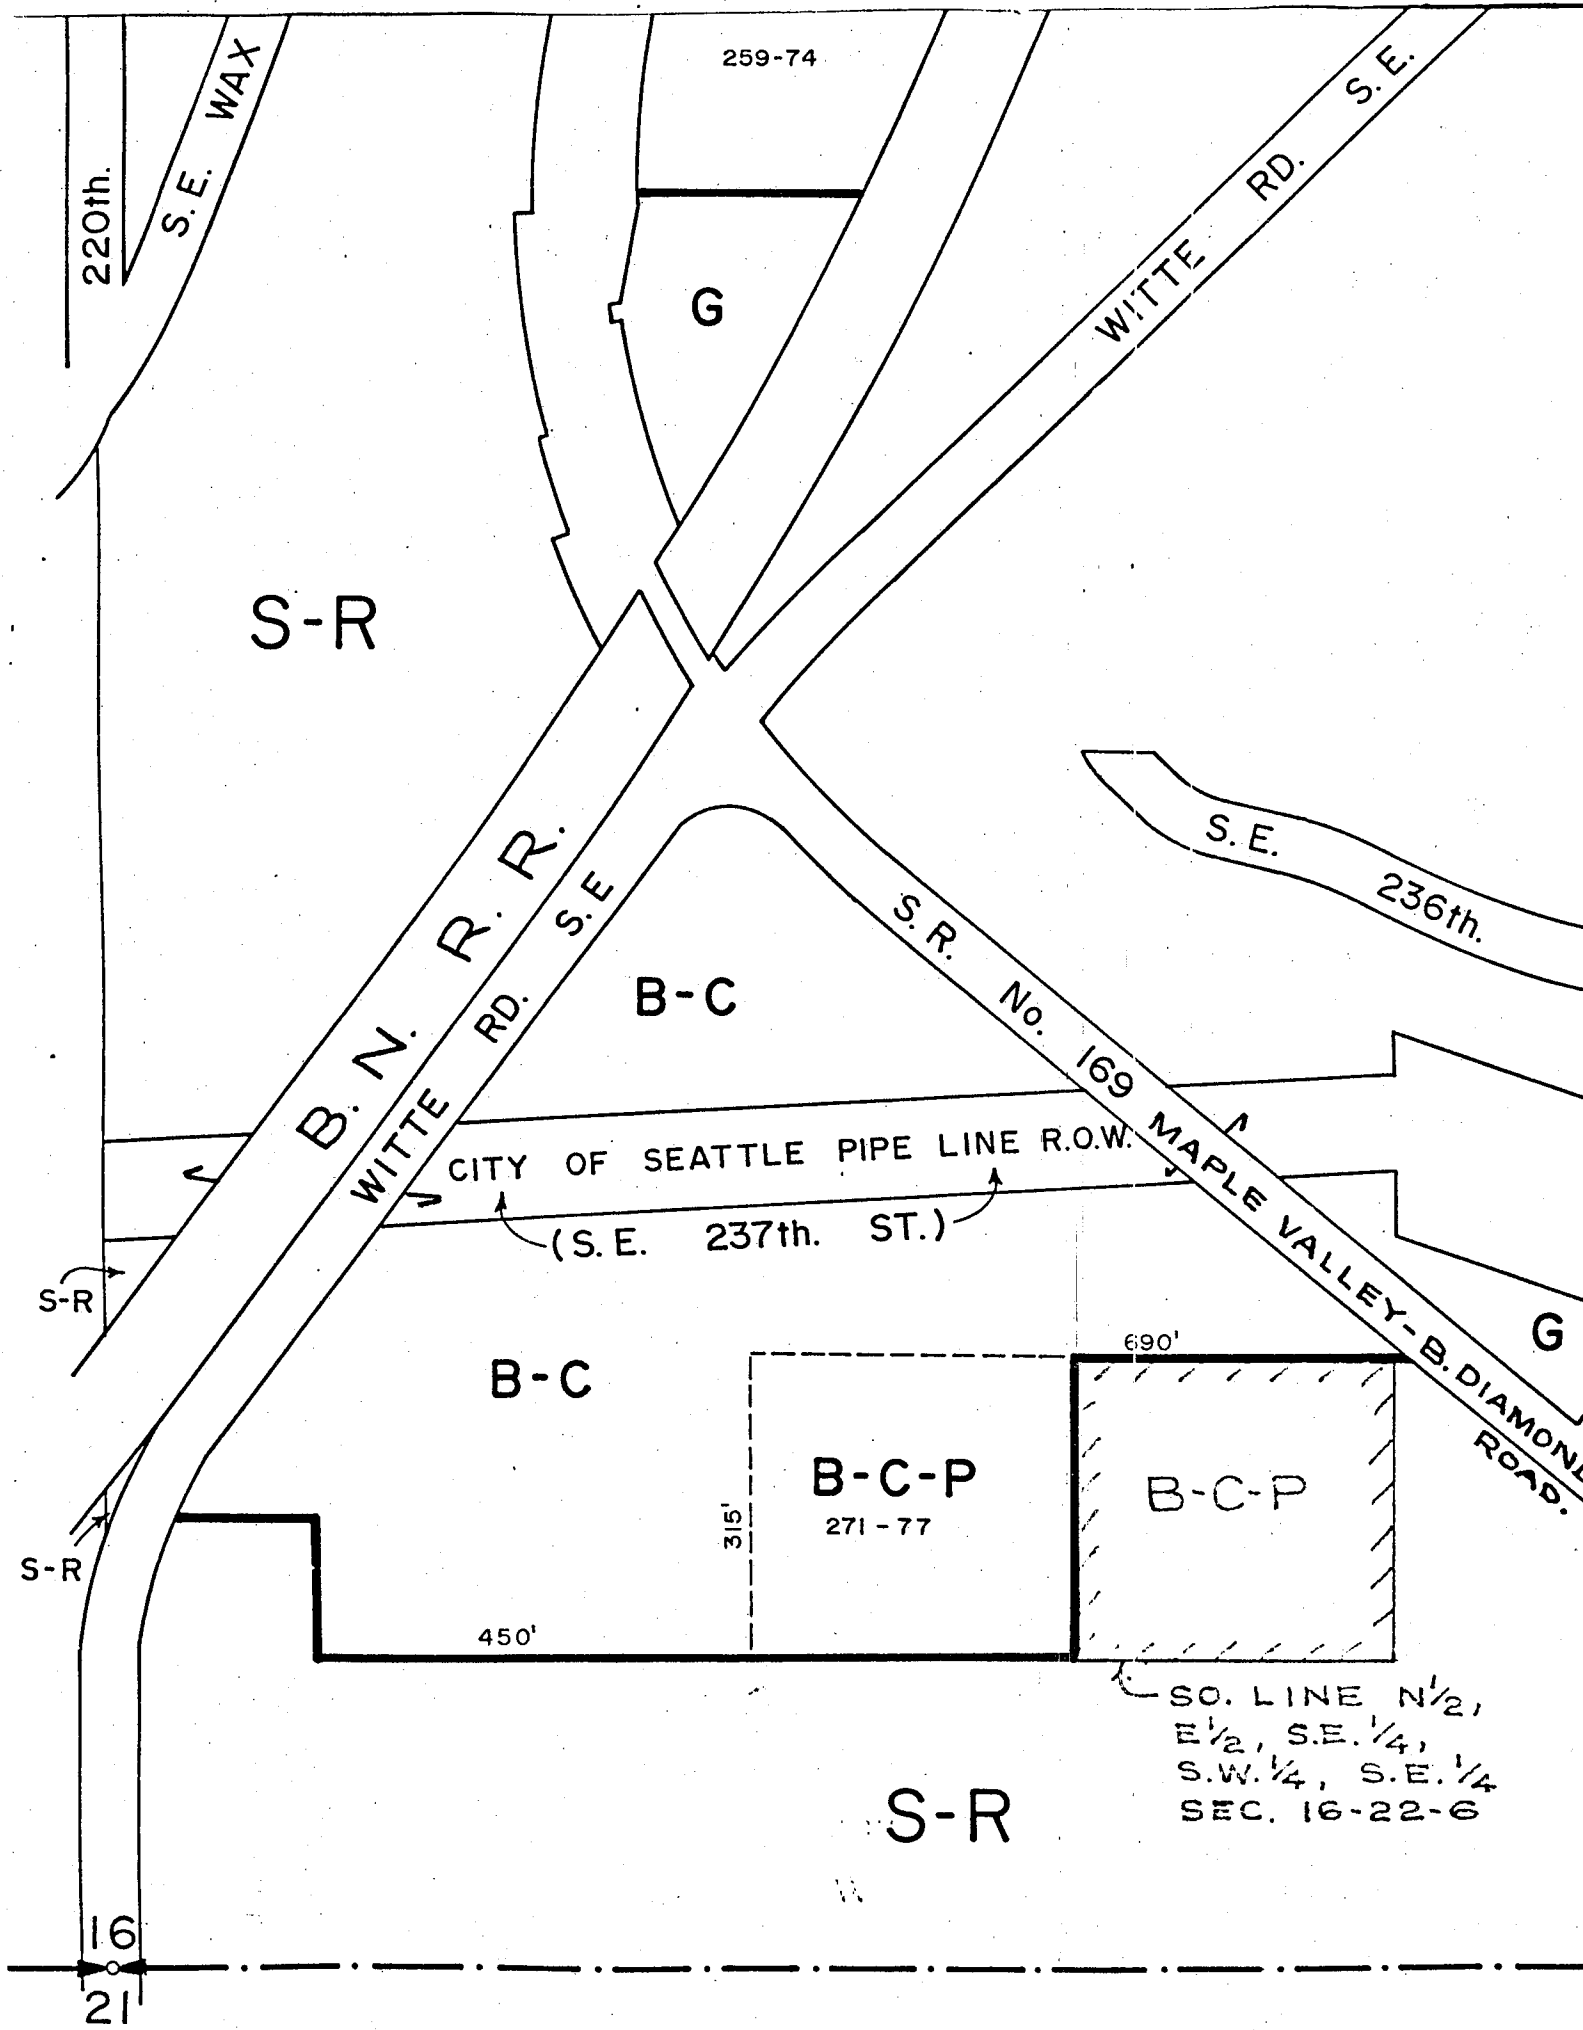 259-74
220th.
S.E. WAX
WITTE RD. S.E.
G
S-R
S.E. 236th.
B. N. R. R.
WITTE RD. S.E
B-C
S.R. No. 169 MAPLE VALLEY-B. DIAMOND
ROAD.
CITY OF SEATTLE PIPE LINE R.O.W.
(S.E. 237th. ST.)
S-R
G
690'
B-C
B-C-P
271-77
315'
B-C-P
S-R
450'
SO. LINE N1/2,
E1/2, S.E.1/4,
S.W.1/4, S.E.1/4
SEC. 16-22-6
S-R
16
21